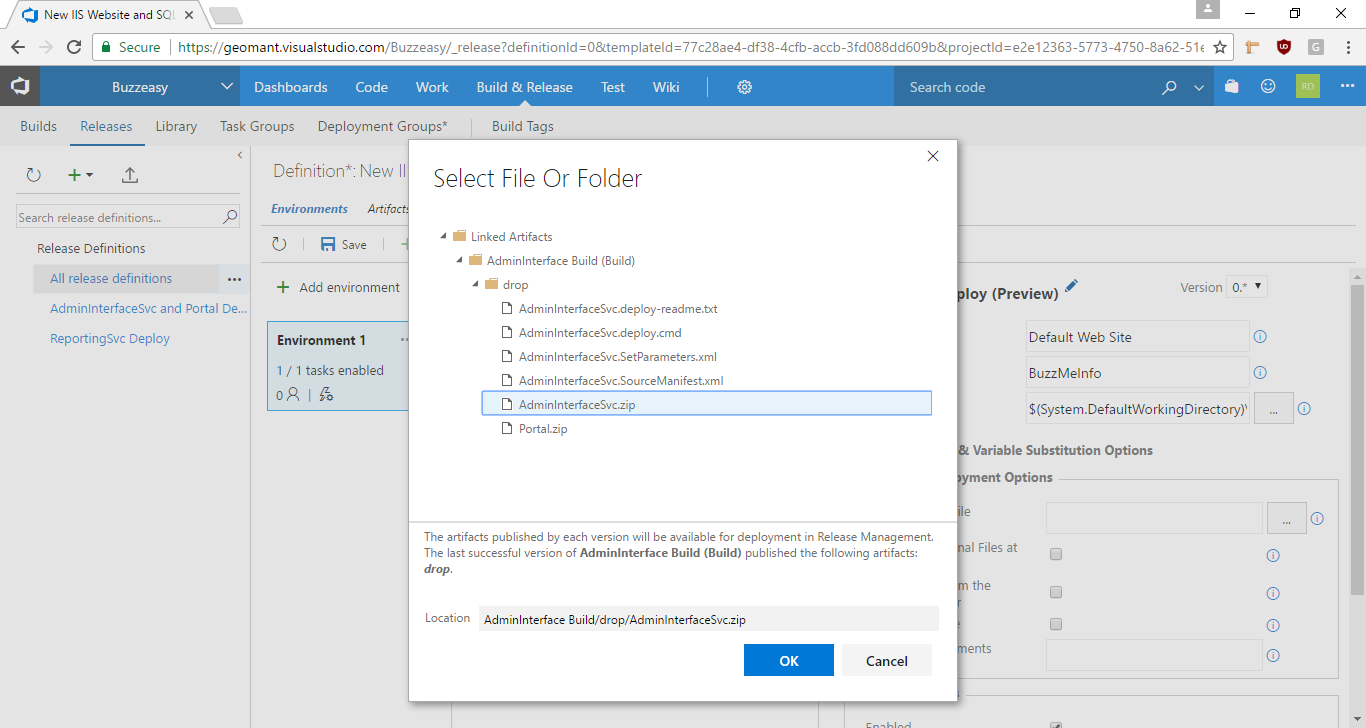 New IIS Website and SQL
Secure
https://geomant.visualstudio.com/Buzzeasy/_release?definitionId=0&templateId=77c28ae4-df38-4cfb-accb-3fd088dd609b&projectId=e2e12363-5773-4750-8a62-51e
Buzzeasy
Dashboards Code Work Build & Release Test Wiki
Search code
RD
Builds Releases Library Task Groups Deployment Groups* Build Tags
Search release definitions...
Release Definitions
All release definitions
AdminInterfaceSvc and Portal De...
ReportingSvc Deploy
Definition*: New II
Environments Artifacts
Save
Add environment
Environment 1
1 / 1 tasks enabled
0
Select File Or Folder
Linked Artifacts
AdminInterface Build (Build)
drop
AdminInterfaceSvc.deploy-readme.txt
AdminInterfaceSvc.deploy.cmd
AdminInterfaceSvc.SetParameters.xml
AdminInterfaceSvc.SourceManifest.xml
AdminInterfaceSvc.zip
Portal.zip
The artifacts published by each version will be available for deployment in Release Management.
The last successful version of AdminInterface Build (Build) published the following artifacts:
drop.
Location AdminInterface Build/drop/AdminInterfaceSvc.zip
OK Cancel
ploy (Preview)
Version 0.*
Default Web Site
BuzzMeInfo
$(System.DefaultWorkingDirectory)\
...
& Variable Substitution Options
oyment Options
ile
...
nal Files at
m the
r
e
ments
Enabled